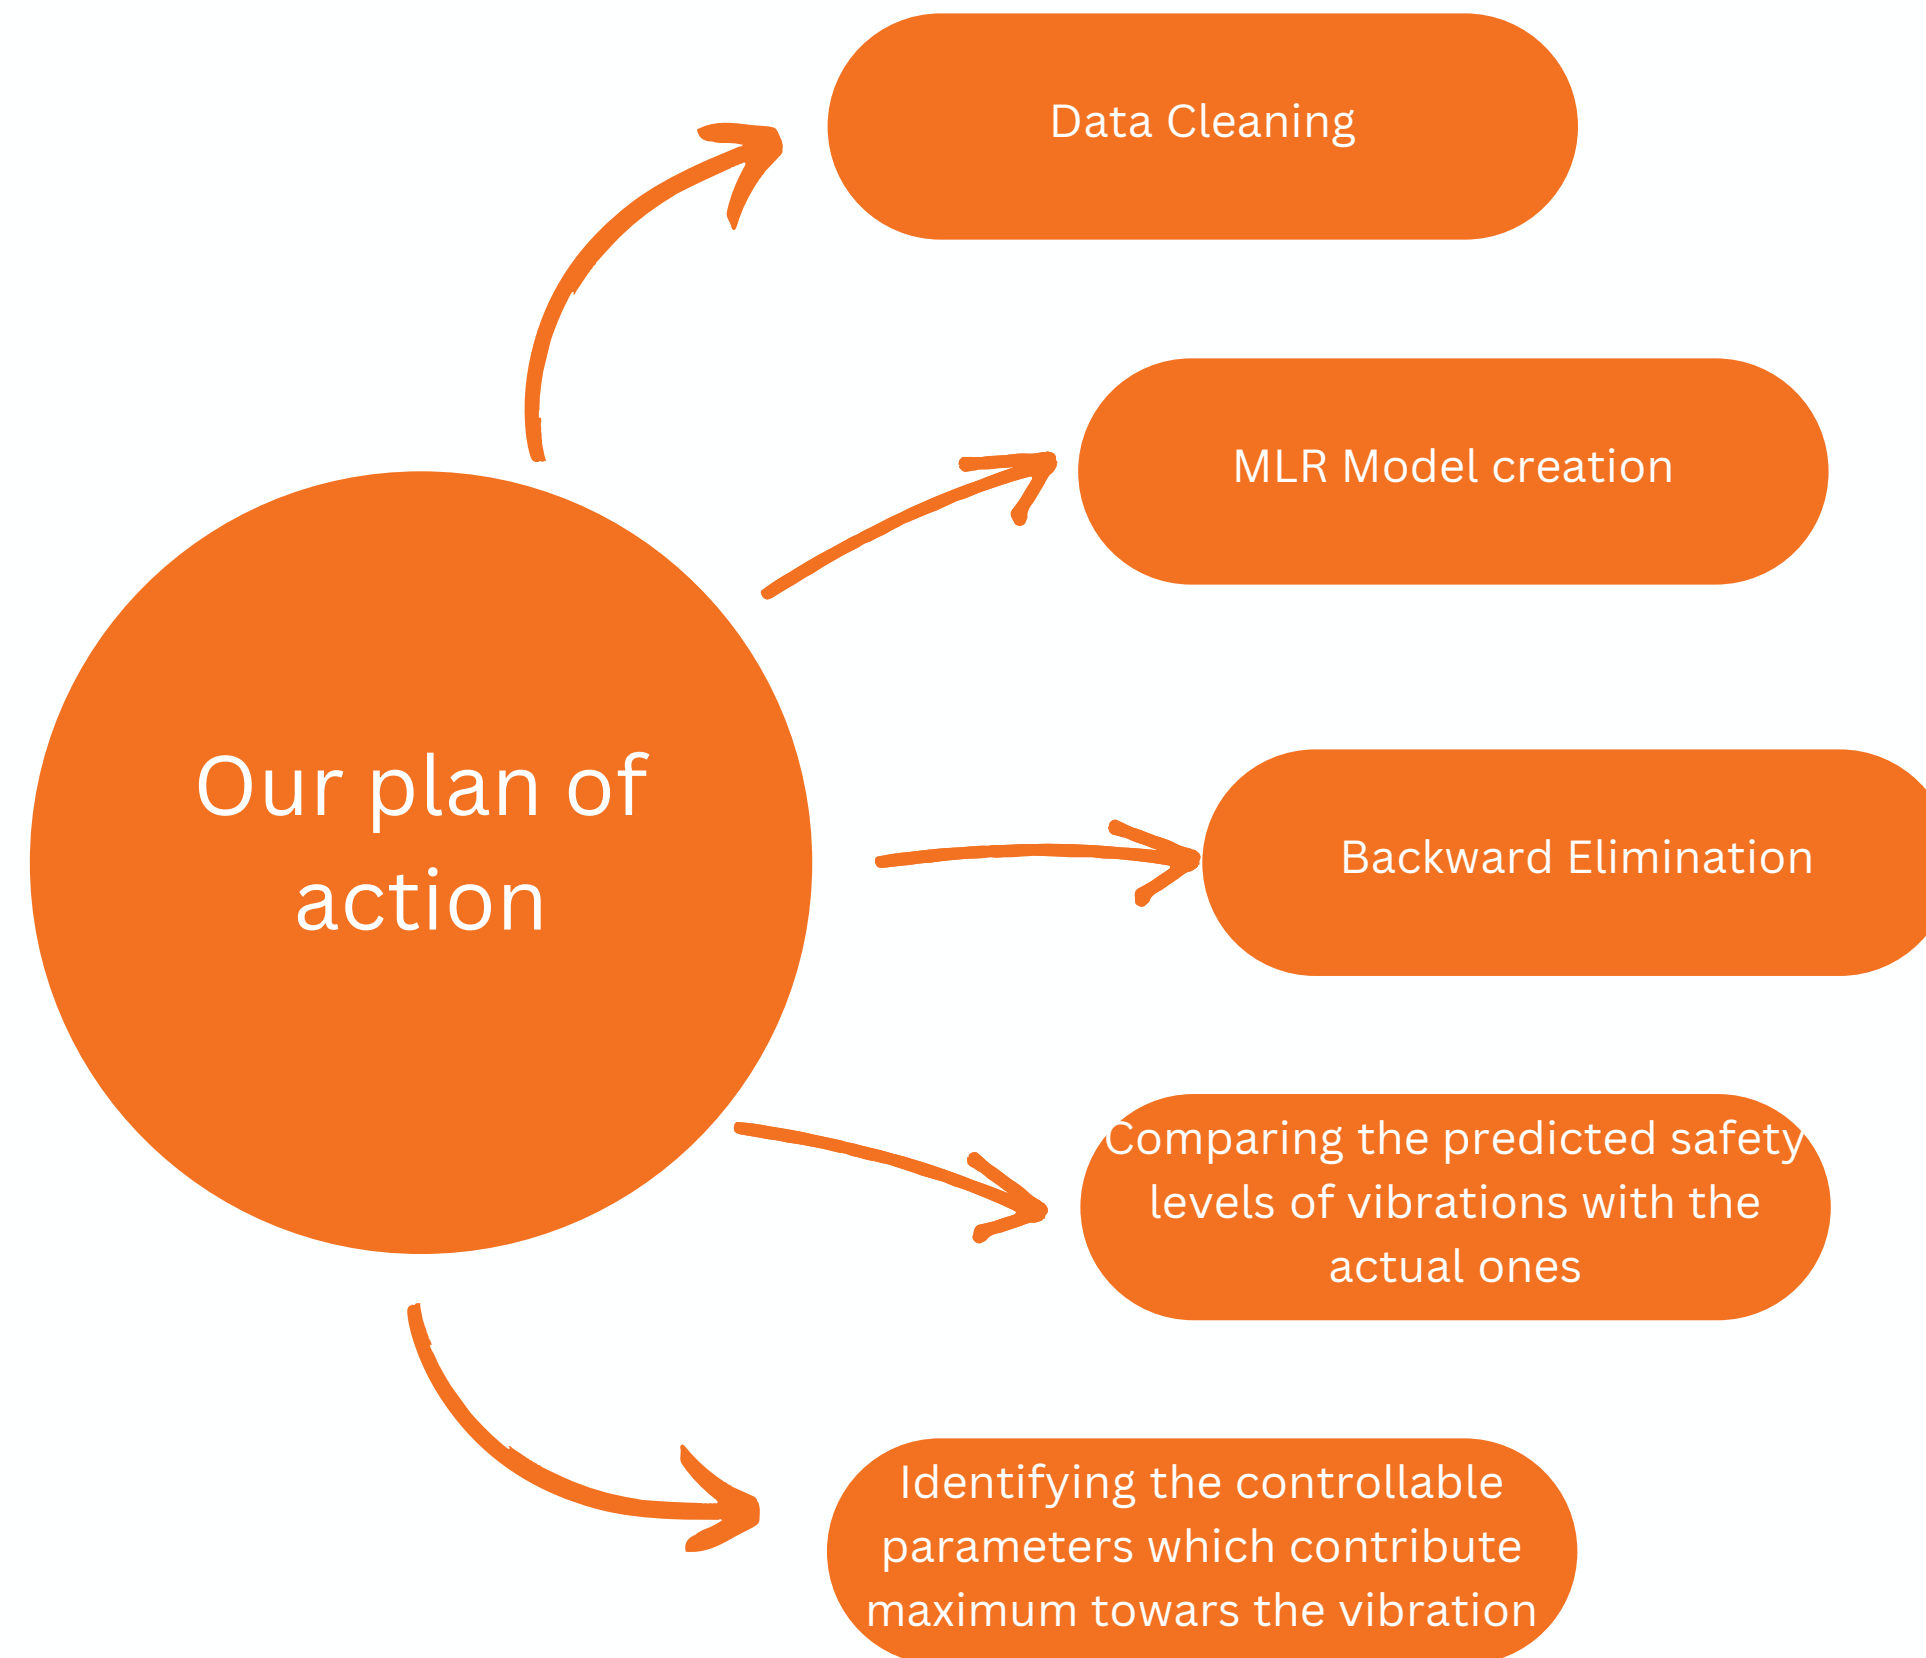 Our plan of
action
Data Cleaning
MLR Model creation
Backward Elimination
Comparing the predicted safety
levels of vibrations with the
actual ones
Identifying the controllable
parameters which contribute
maximum towars the vibration